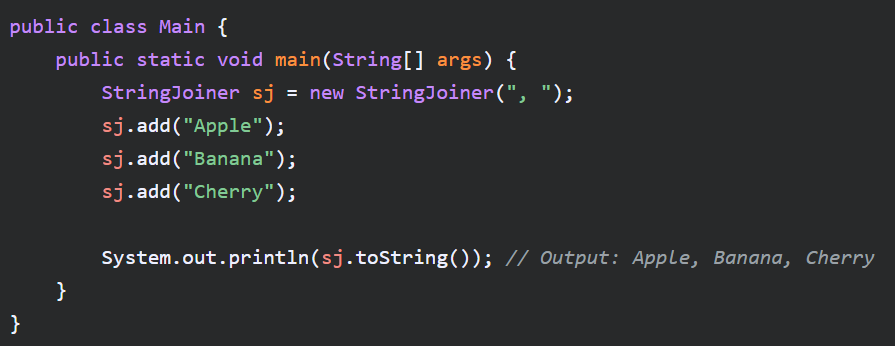 public class Main {
    public static void main(String[] args) {
        StringJoiner sj = new StringJoiner(", ");
        sj.add("Apple");
        sj.add("Banana");
        sj.add("Cherry");

        System.out.println(sj.toString()); // Output: Apple, Banana, Cherry
    }
}